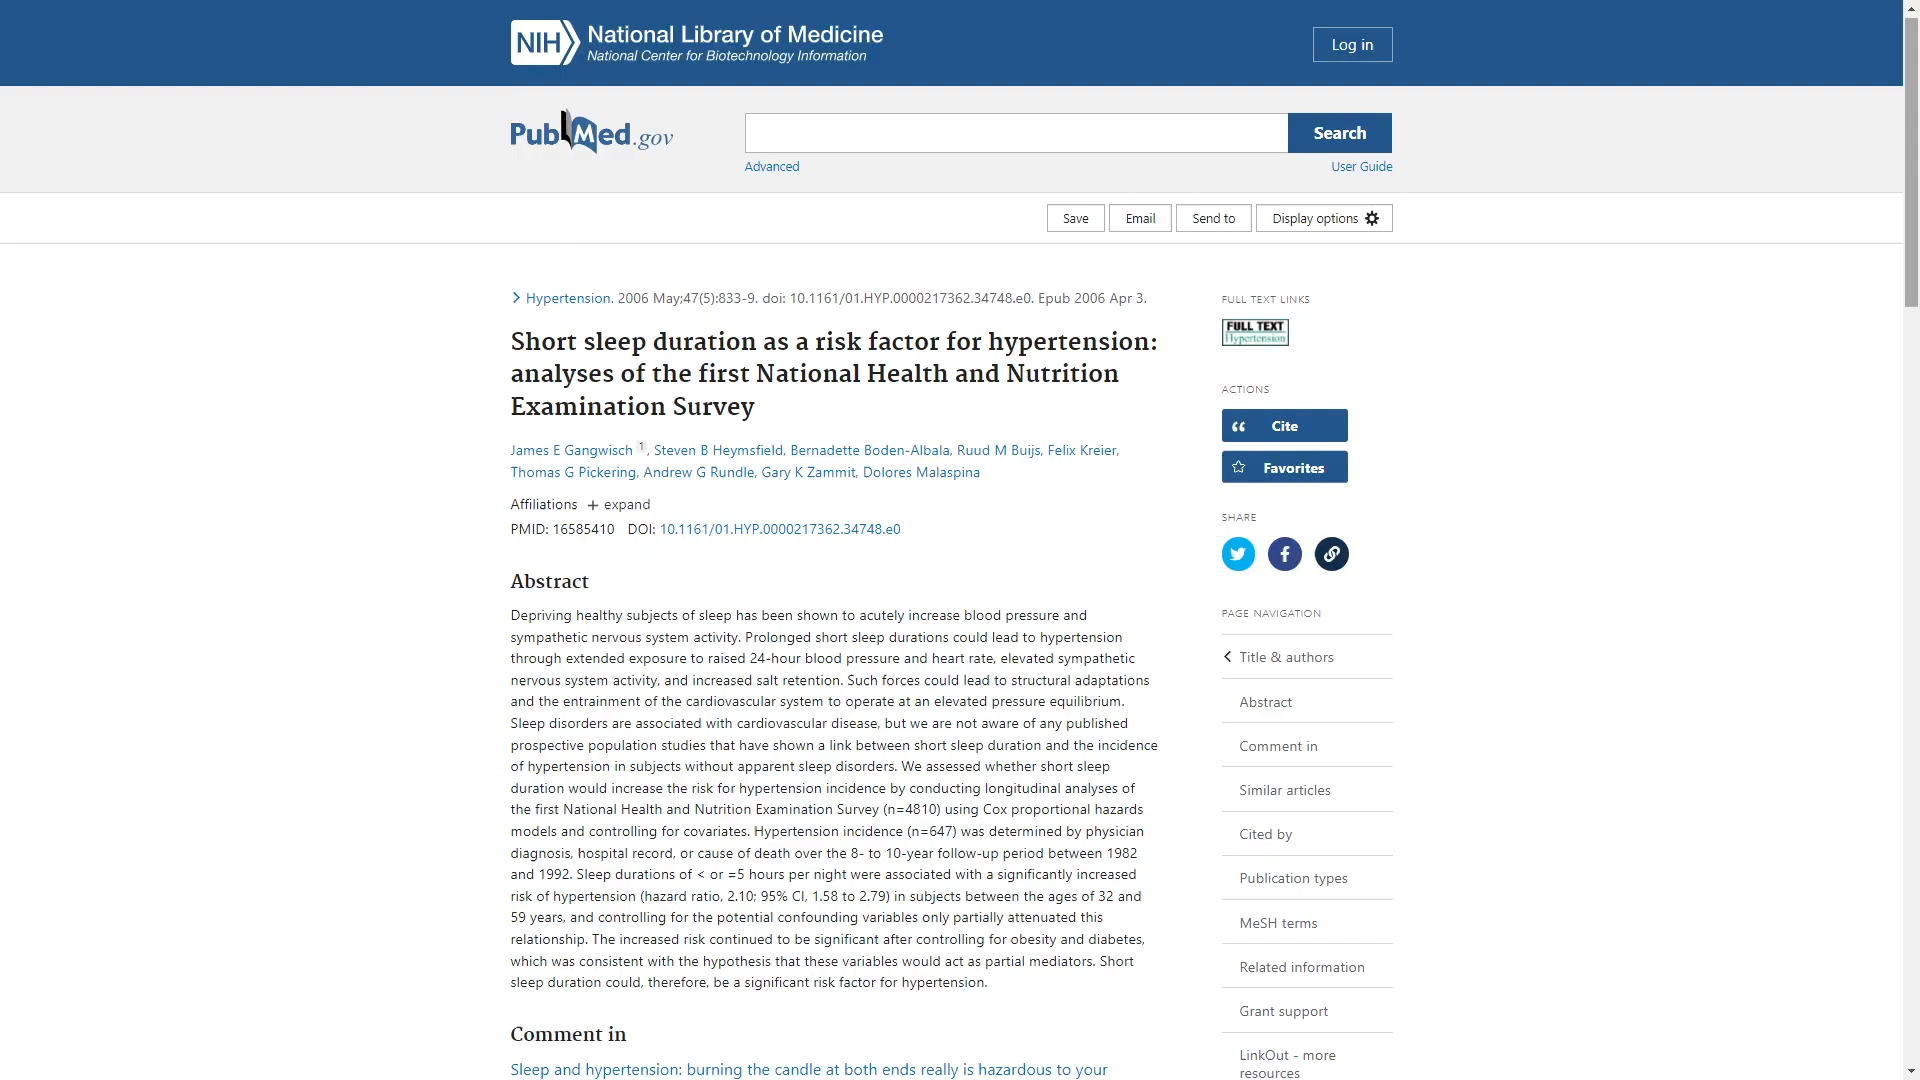 NIH National Library of Medicine
National Center for Biotechnology Information
Log in
PubMed.gov
Search
Advanced
User Guide
Save
Email
Send to
Display options
Hypertension. 2006 May;47(5):833-9. doi: 10.1161/01.HYP.0000217362.34748.e0. Epub 2006 Apr 3.
Short sleep duration as a risk factor for hypertension:
analyses of the first National Health and Nutrition
Examination Survey
James E Gangwisch 1, Steven B Heymsfield, Bernadette Boden-Albala, Ruud M Buijs, Felix Kreier,
Thomas G Pickering, Andrew G Rundle, Gary K Zammit, Dolores Malaspina
Affiliations + expand
PMID: 16585410 DOI: 10.1161/01.HYP.0000217362.34748.e0
Abstract
Depriving healthy subjects of sleep has been shown to acutely increase blood pressure and
sympathetic nervous system activity. Prolonged short sleep durations could lead to hypertension
through extended exposure to raised 24-hour blood pressure and heart rate, elevated sympathetic
nervous system activity, and increased salt retention. Such forces could lead to structural adaptations
and the entrainment of the cardiovascular system to operate at an elevated pressure equilibrium.
Sleep disorders are associated with cardiovascular disease, but we are not aware of any published
prospective population studies that have shown a link between short sleep duration and the incidence
of hypertension in subjects without apparent sleep disorders. We assessed whether short sleep
duration would increase the risk for hypertension incidence by conducting longitudinal analyses of
the first National Health and Nutrition Examination Survey (n=4810) using Cox proportional hazards
models and controlling for covariates. Hypertension incidence (n=647) was determined by physician
diagnosis, hospital record, or cause of death over the 8- to 10-year follow-up period between 1982
and 1992. Sleep durations of < or =5 hours per night were associated with a significantly increased
risk of hypertension (hazard ratio, 2.10; 95% CI, 1.58 to 2.79) in subjects between the ages of 32 and
59 years, and controlling for the potential confounding variables only partially attenuated this
relationship. The increased risk continued to be significant after controlling for obesity and diabetes,
which was consistent with the hypothesis that these variables would act as partial mediators. Short
sleep duration could, therefore, be a significant risk factor for hypertension.
Comment in
Sleep and hypertension: burning the candle at both ends really is hazardous to your
FULL TEXT LINKS
FULL TEXT
Hypertension
ACTIONS
Cite
Favorites
SHARE
PAGE NAVIGATION
Title & authors
Abstract
Comment in
Similar articles
Cited by
Publication types
MeSH terms
Related information
Grant support
LinkOut - more
resources